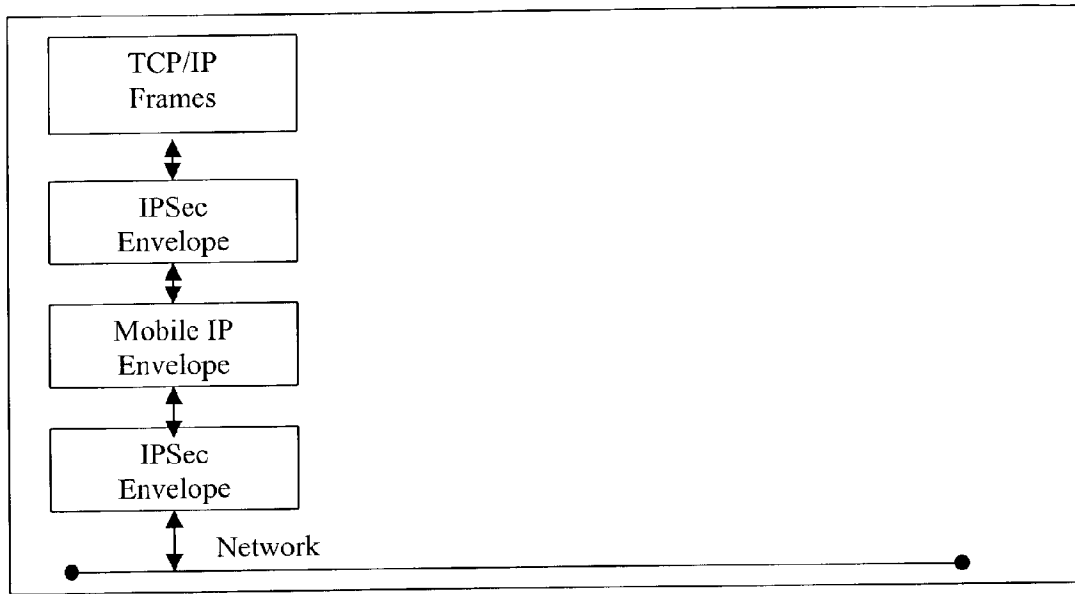 TCP/IP
Frames
IPSec
Envelope
Mobile IP
Envelope
IPSec
Envelope
Network